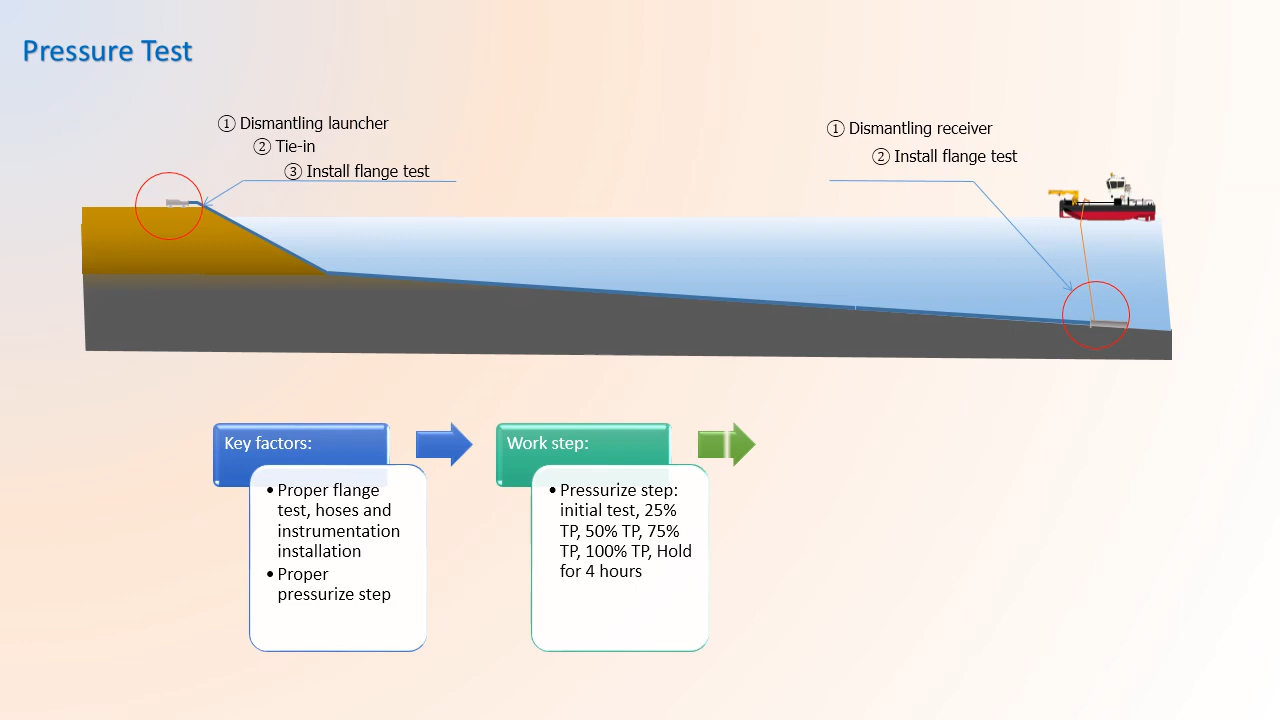 Pressure Test
① Dismantling launcher
② Tie-in
③ Install flange test
① Dismantling receiver
② Install flange test
Key factors:
• Proper flange
test, hoses and
instrumentation
installation
• Proper
pressurize step
Work step:
• Pressurize step:
initial test, 25%
TP, 50% TP, 75%
TP, 100% TP, Hold
for 4 hours